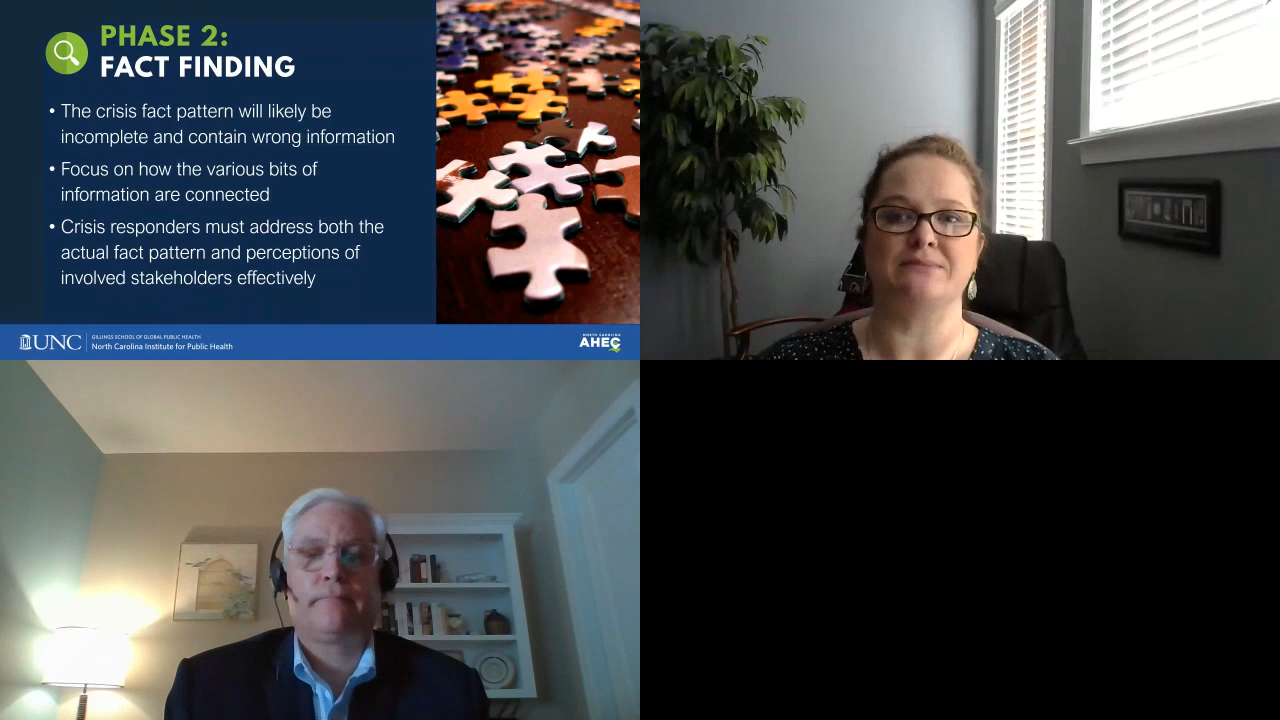 PHASE 2:
FACT FINDING
• The crisis fact pattern will likely be
incomplete and contain wrong information
• Focus on how the various bits of
information are connected
• Crisis responders must address both the
actual fact pattern and perceptions of
involved stakeholders effectively
UNC
GILLINGS SCHOOL OF GLOBAL PUBLIC HEALTH
North Carolina Institute for Public Health
NORTH CAROLINA
AHEC